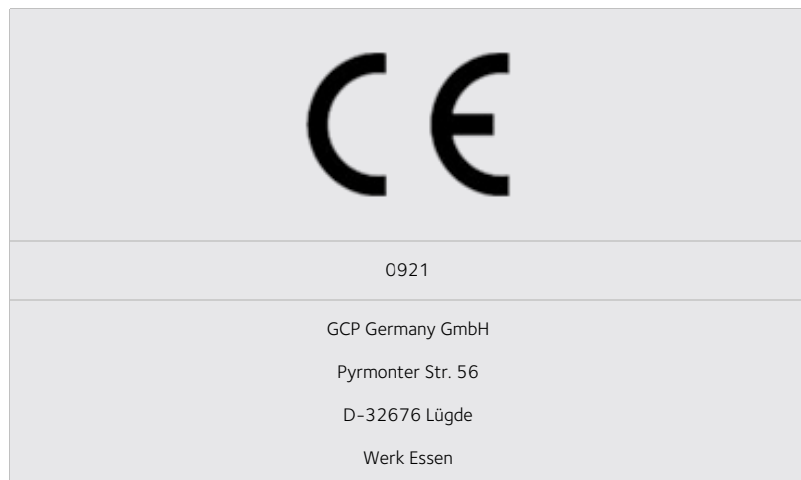 CE
0921
GCP Germany GmbH
Pyrmonter Str. 56
D-32676 Lügde
Werk Essen